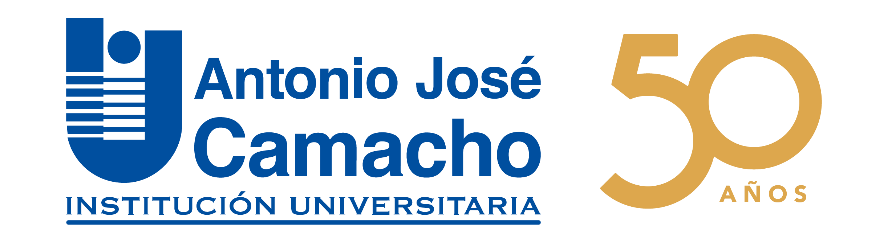 Antonio José
Camacho
INSTITUCIÓN UNIVERSITARIA
50
AÑOS